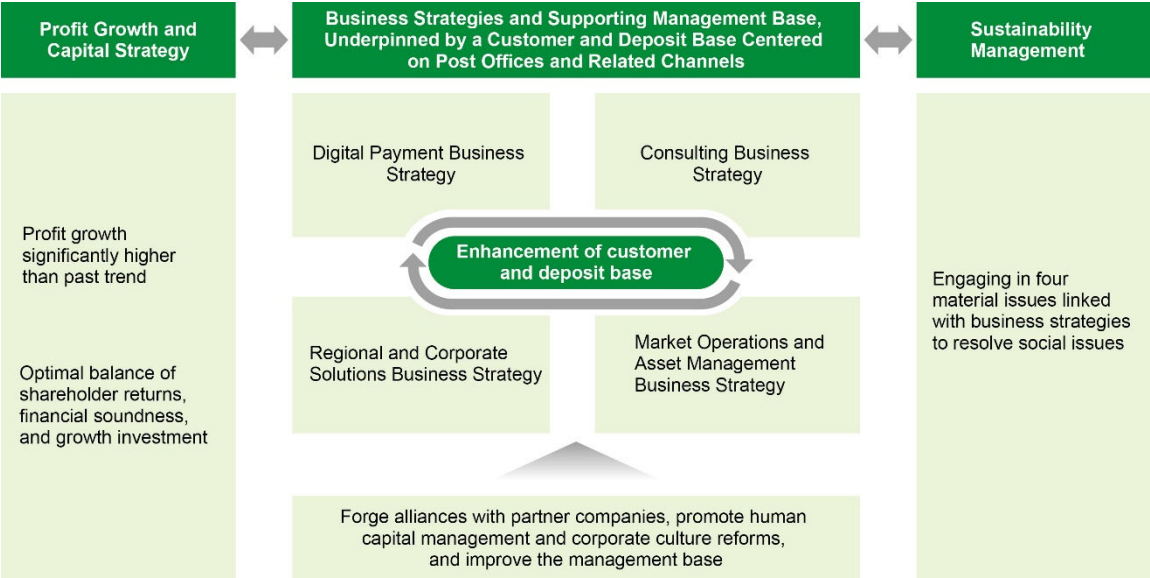 Profit Growth and
Capital Strategy
Business Strategies and Supporting Management Base,
Underpinned by a Customer and Deposit Base Centered
on Post Offices and Related Channels
Sustainability
Management
Profit growth
significantly higher
than past trend
Optimal balance of
shareholder returns,
financial soundness,
and growth investment
Digital Payment Business
Strategy
Consulting Business
Strategy
Enhancement of customer
and deposit base
Regional and Corporate
Solutions Business Strategy
Market Operations and
Asset Management
Business Strategy
Forge alliances with partner companies, promote human
capital management and corporate culture reforms,
and improve the management base
Engaging in four
material issues linked
with business strategies
to resolve social issues